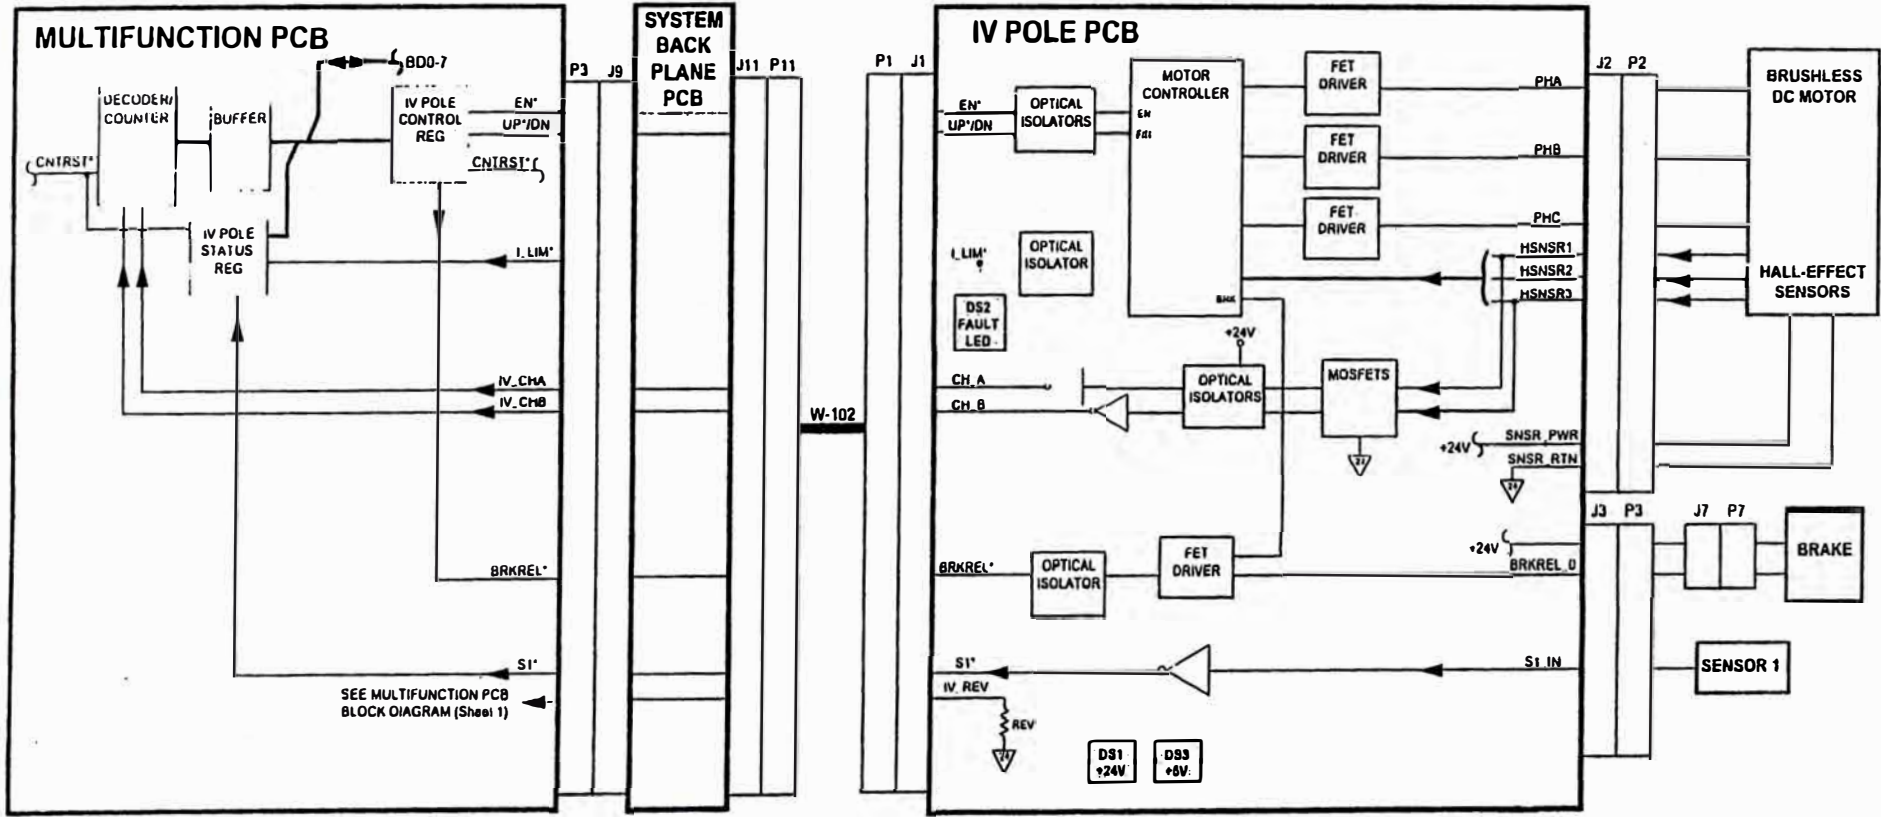 MULTIFUNCTION PCB
BD0-7
DECODER/
COUNTER
BUFFER
IV POLE
CONTROL
REG
EN*
UP*/DN
CNTRST*
CNTRST*
IV POLE
STATUS
REG
I_LIM*
IV_CHA
IV_CHB
BRKREL*
S1*
SEE MULTIFUNCTION PCB
BLOCK DIAGRAM (Sheet 1)
P3 J9
SYSTEM
BACK
PLANE
PCB
J11 P11
W-102
P1 J1
IV POLE PCB
EN*
UP*/DN
OPTICAL
ISOLATORS
MOTOR
CONTROLLER
EN
BRK
FET
DRIVER
PHA
FET
DRIVER
PHB
FET
DRIVER
PHC
HSNSR1
HSNSR2
HSNSR3
I_LIM*
OPTICAL
ISOLATOR
DS2
FAULT
LED
+24V
CH_A
CH_B
OPTICAL
ISOLATORS
MOSFETS
24
+24V
SNSR_PWR
SNSR_RTN
24
BRKREL*
OPTICAL
ISOLATOR
FET
DRIVER
+24V
BRKREL_D
S1*
S1_IN
IV_REV
REV
24
DS1
+24V
DS3
+5V
J2 P2
BRUSHLESS
DC MOTOR
HALL-EFFECT
SENSORS
J3 P3
J7 P7
BRAKE
SENSOR 1